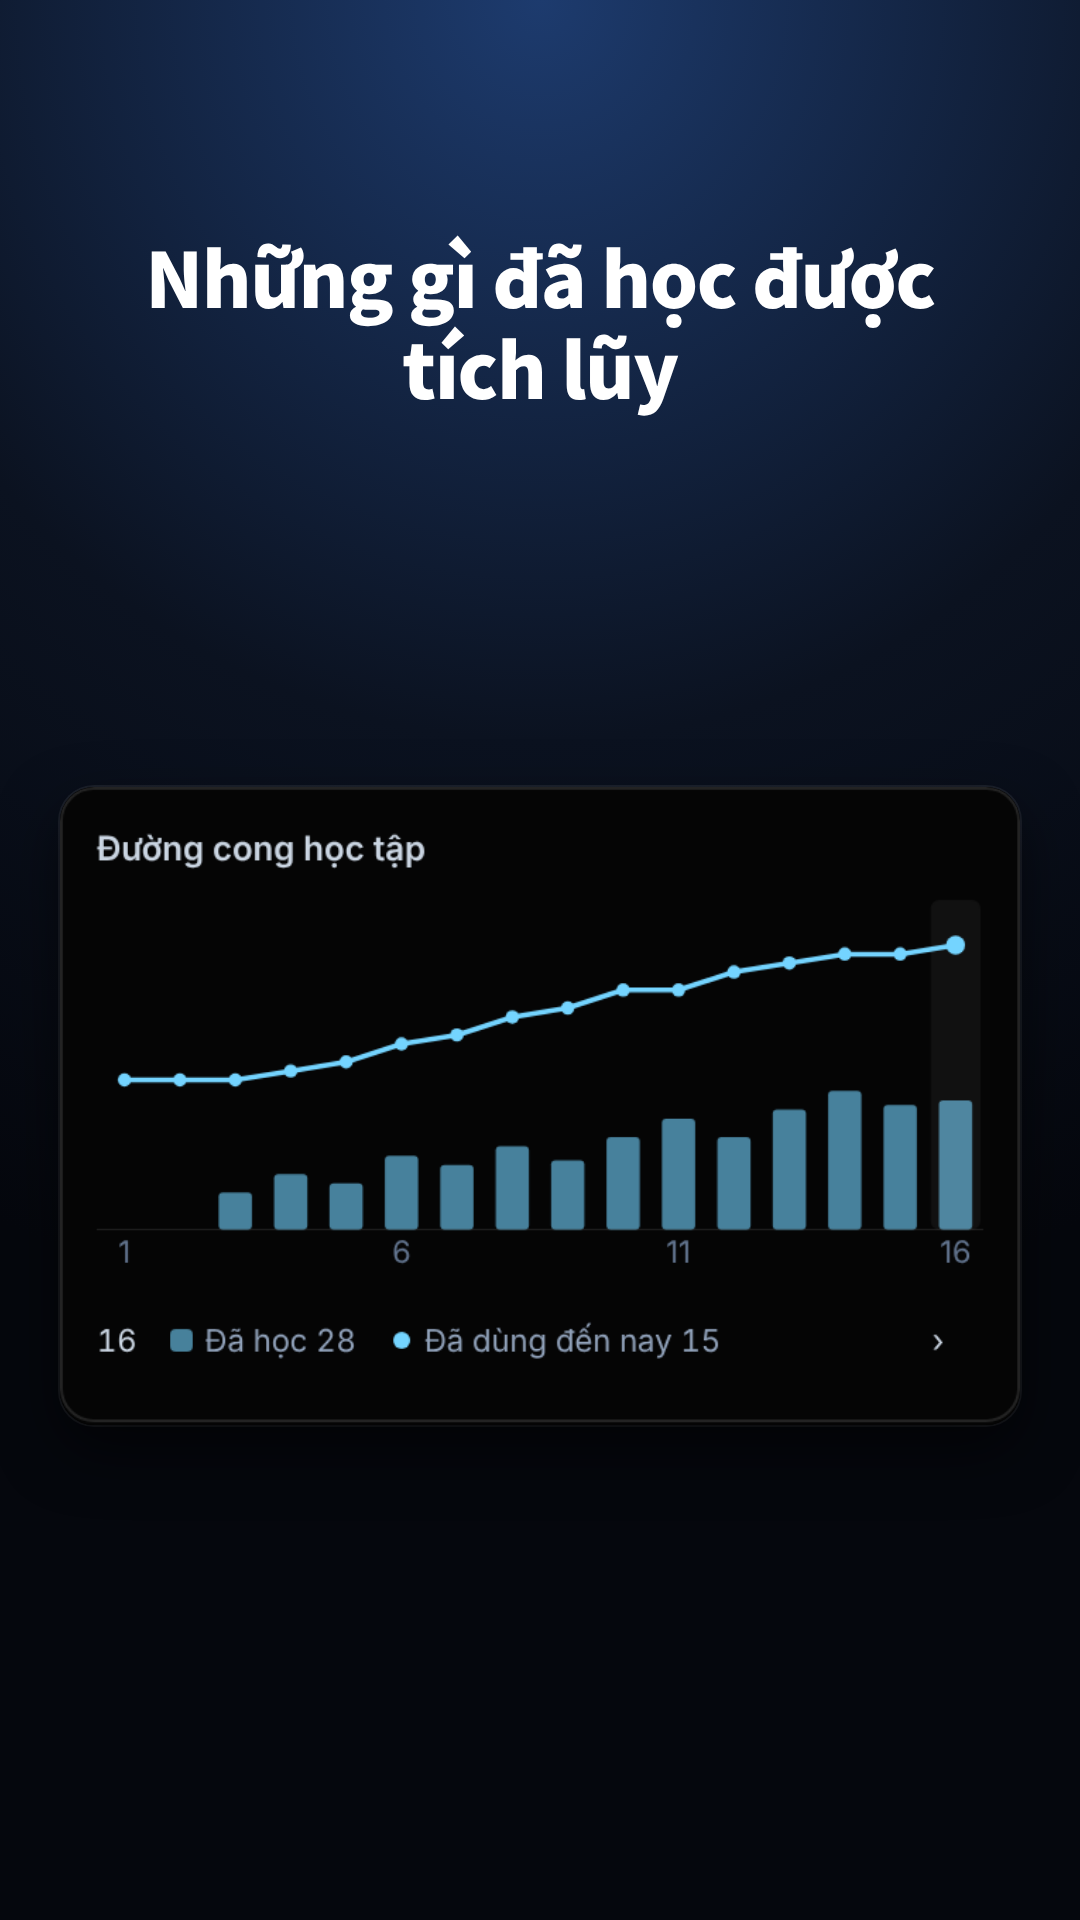 Những gì đã học được
tích lũy
Đường cong học tập
1 6 11 16
16 Đã học 28 Đã dùng đến nay 15 ›